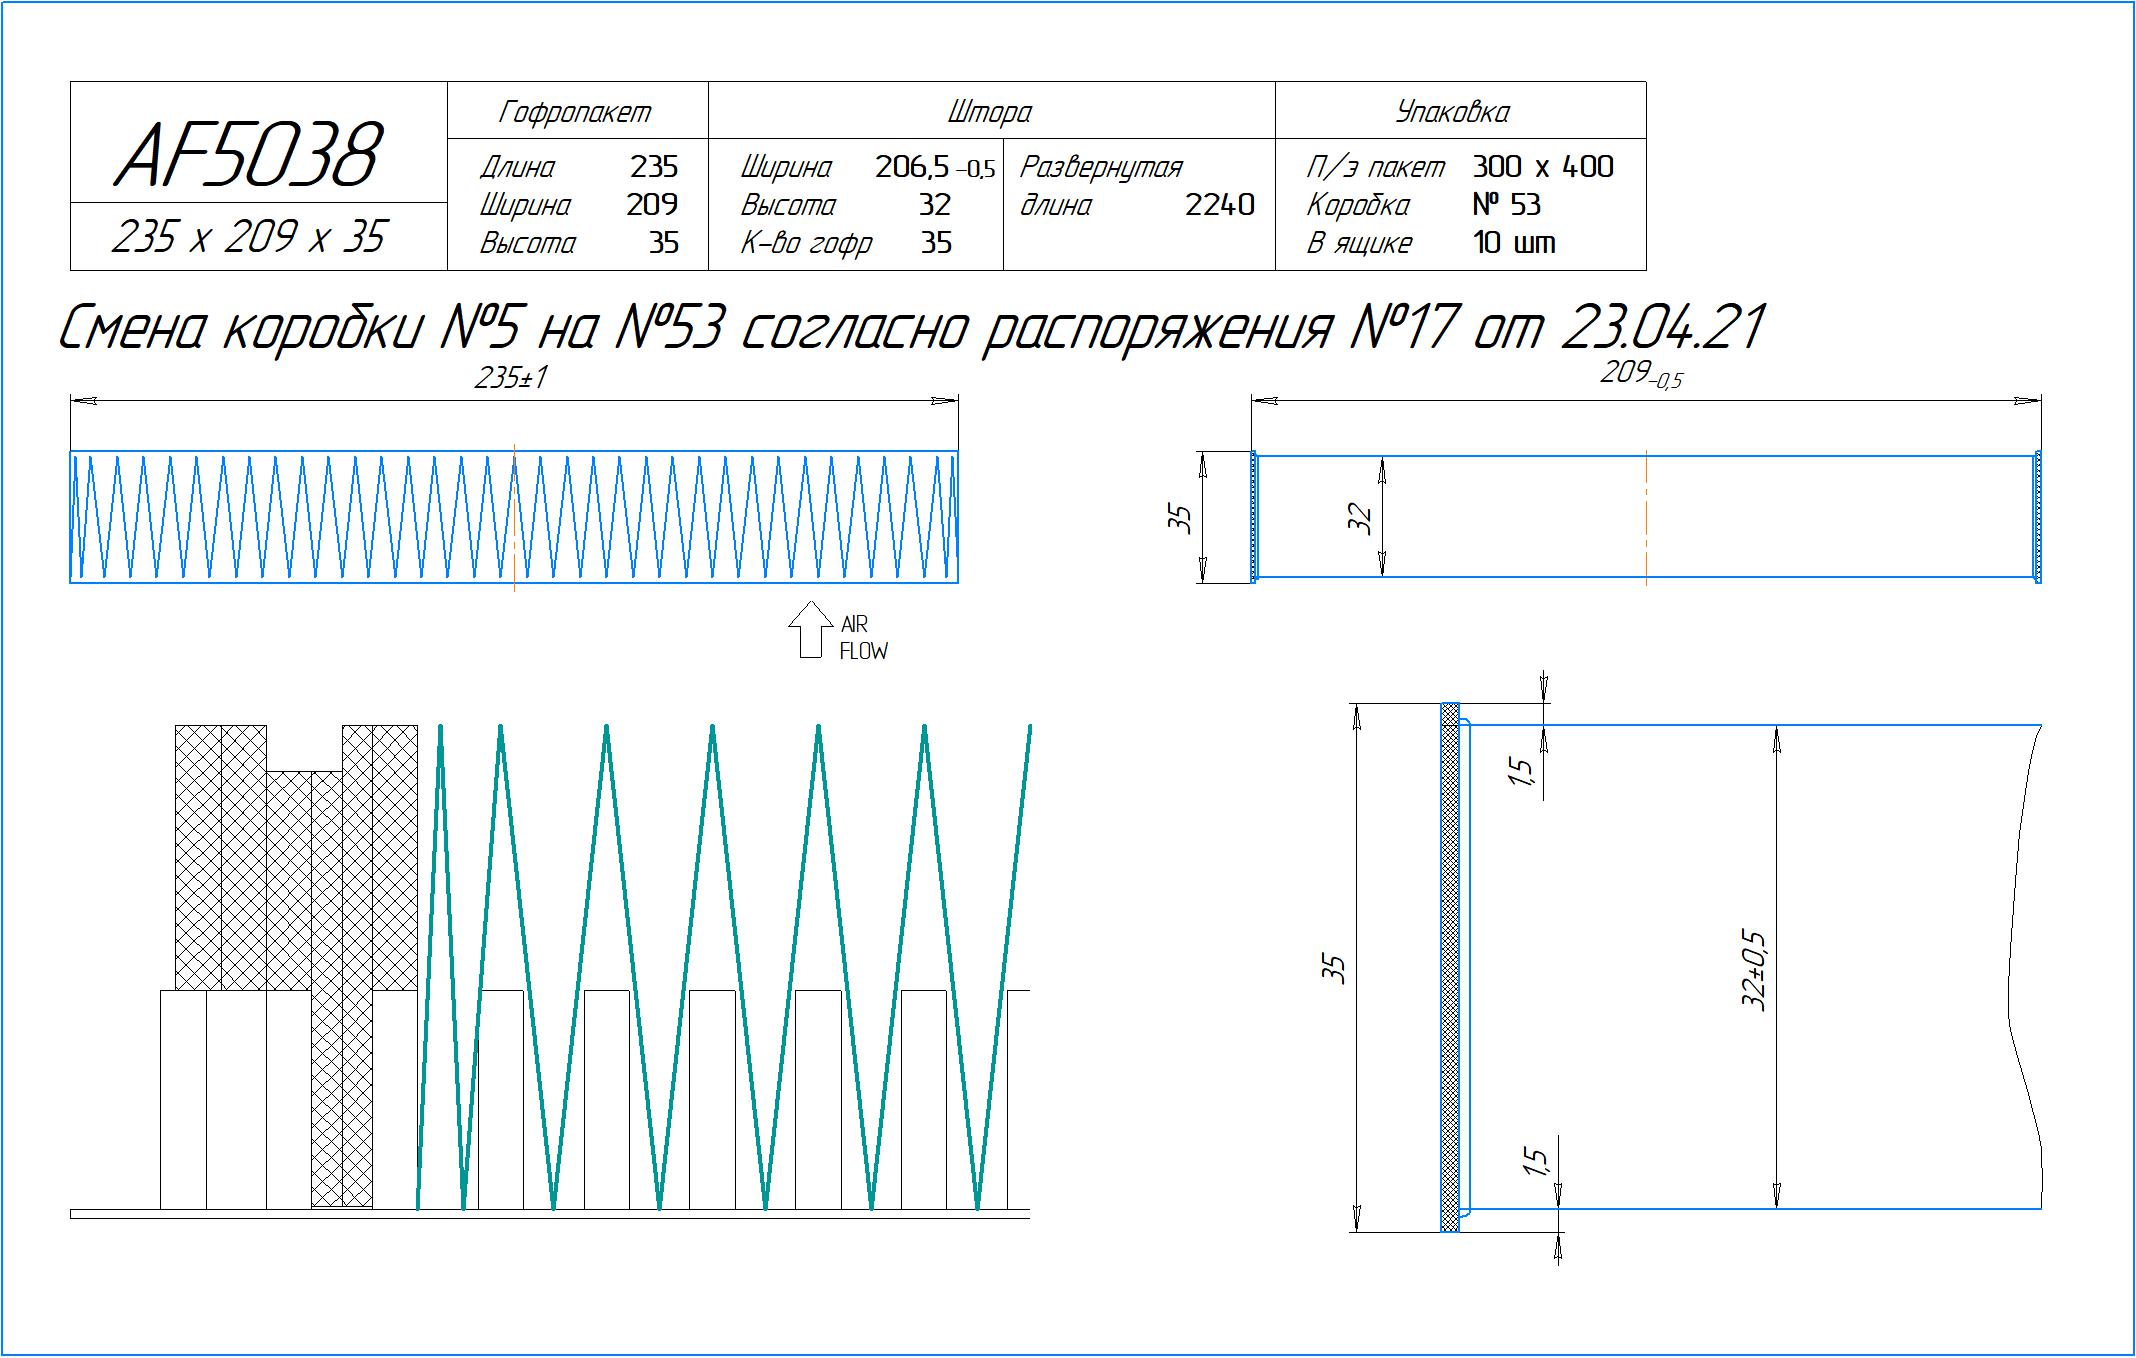 AF5038
235 x 209 x 35
Гофропакет
Длина 235
Ширина 209
Высота 35
Штора
Ширина 206,5 -0,5
Высота 32
К-во гофр 35
Развернутая
длина 2240
Упаковка
П/э пакет 300 x 400
Коробка № 53
В ящике 10 шт
Смена коробки №5 на №53 согласно распоряжения №17 от 23.04.21
235±1
209-0,5
35
32
AIR
FLOW
1,5
35
32±0,5
1,5